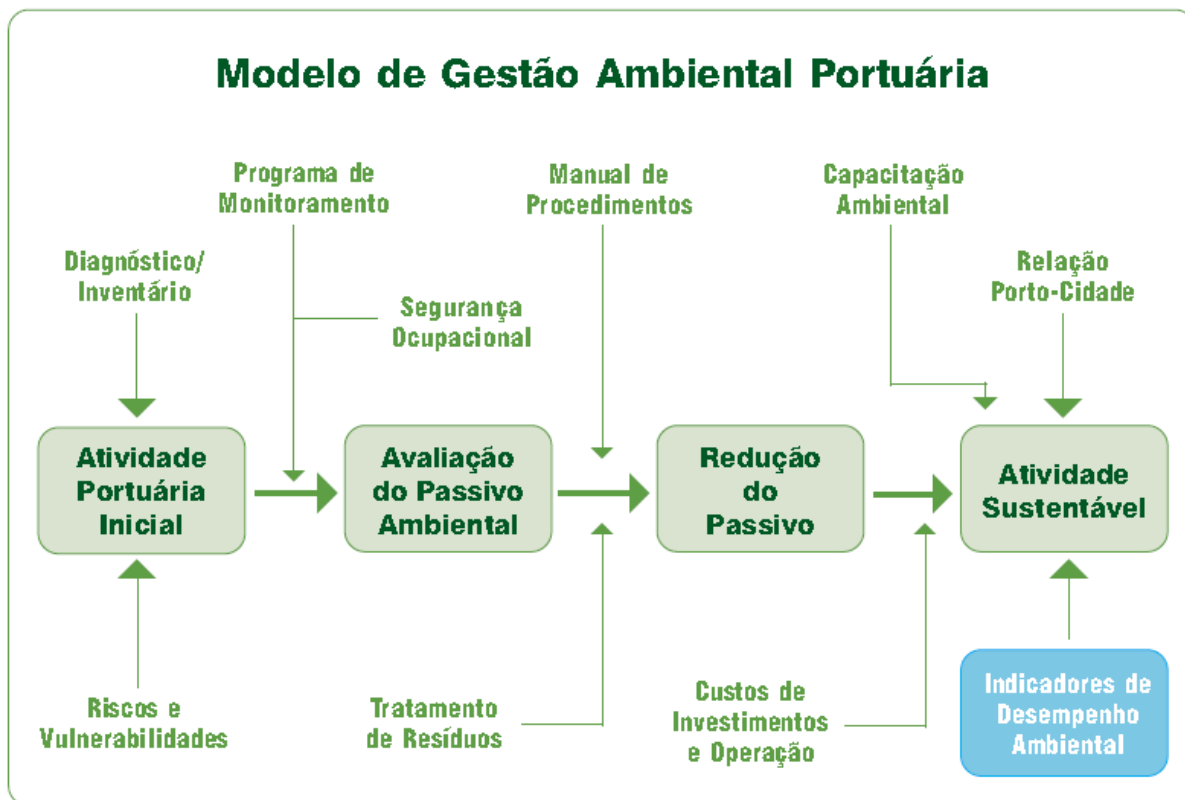 Modelo de Gestão Ambiental Portuária
Programa de
Monitoramento
Manual de
Procedimentos
Capacitação
Ambiental
Diagnóstico/
Inventário
Segurança
Ocupacional
Relação
Porto-Cidade
Atividade
Portuária
Inicial
Avaliação
do Passivo
Ambiental
Redução
do
Passivo
Atividade
Sustentável
Riscos e
Vulnerabilidades
Tratamento
de Resíduos
Custos de
Investimentos
e Operação
Indicadores de
Desempenho
Ambiental